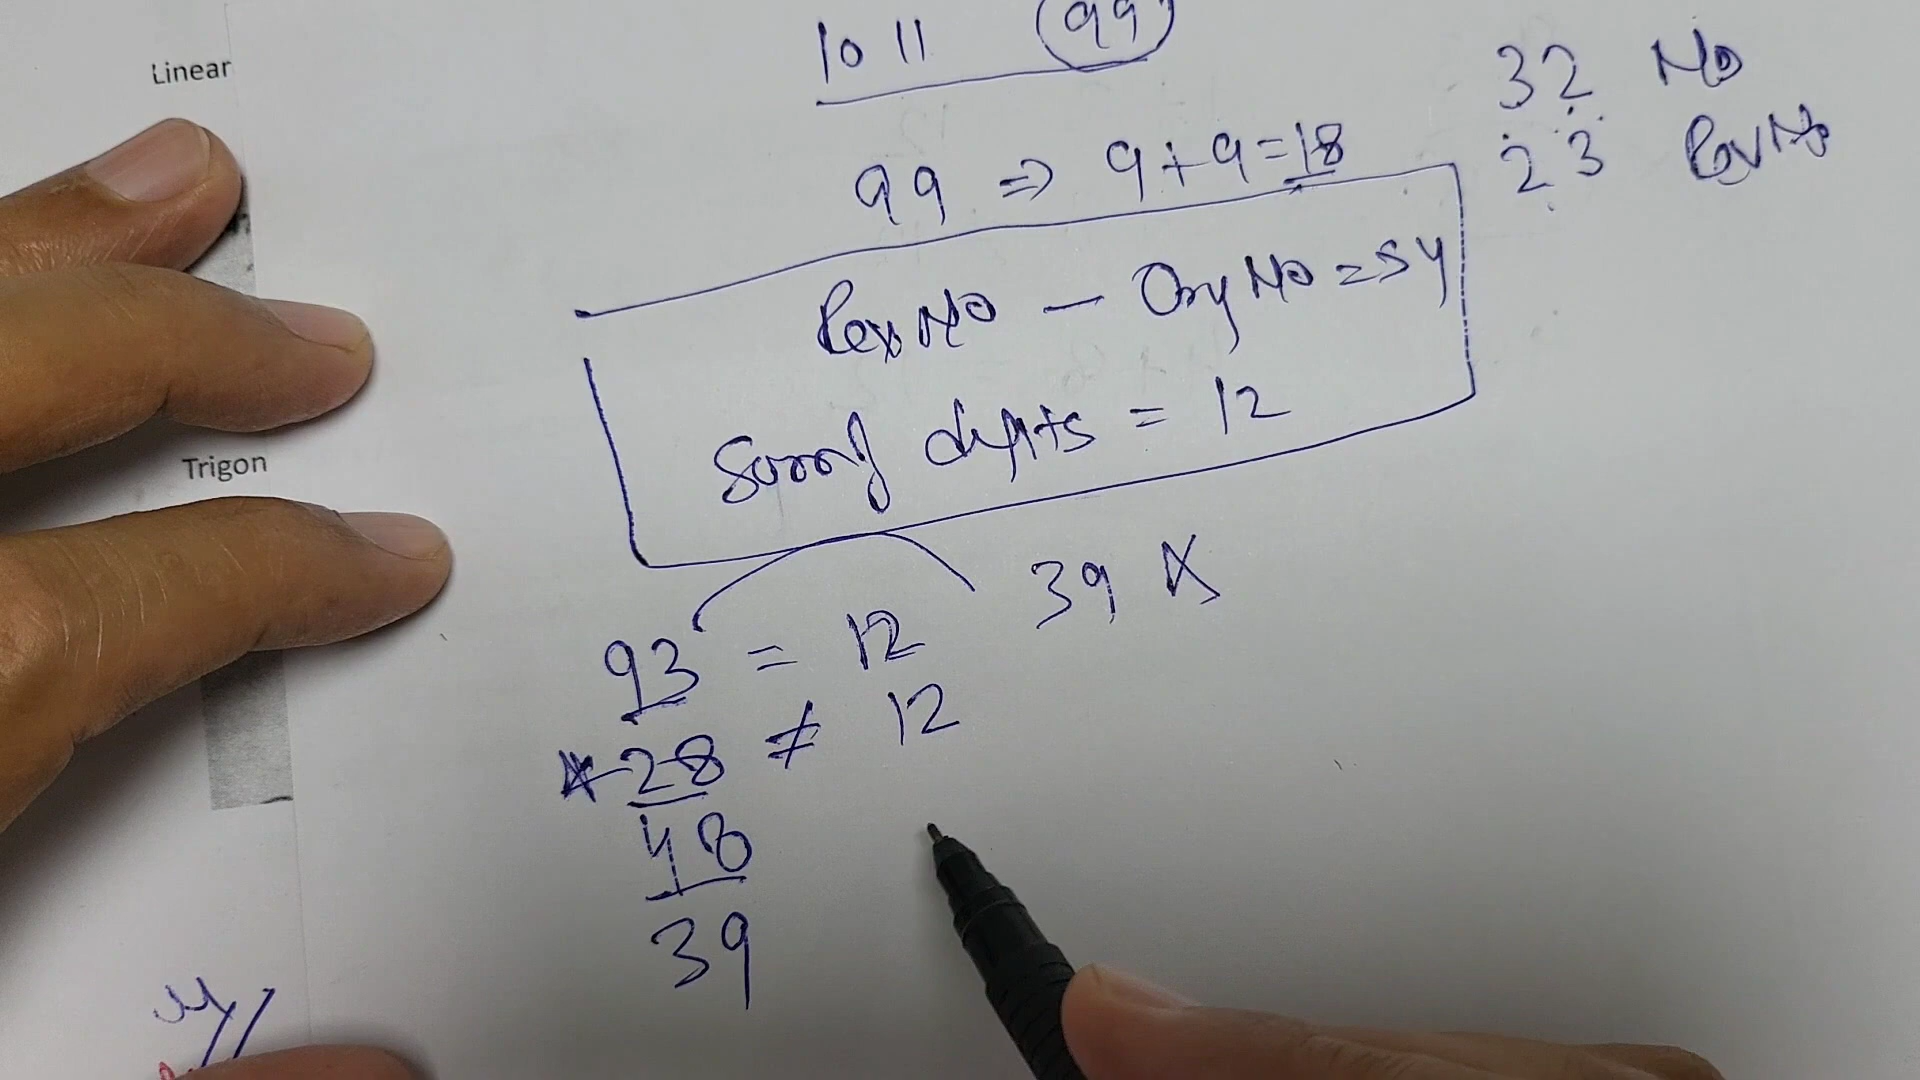 Linear
10 11 99
32 No
99 => 9+9=18
23 Rev No
Rev No - Org No = 54
Sum of digits = 12
Trigon
39 X
93 = 12
x 28 ≠ 12
48
39